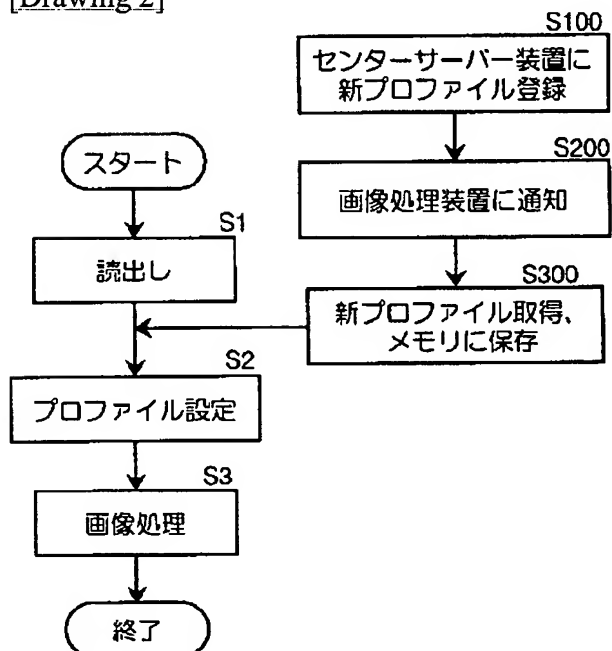 [Drawing 2]
S100
センターサーバー装置に
新プロファイル登録
スタート
S200
画像処理装置に通知
S1
読出し
S300
新プロファイル取得、
メモリに保存
S2
プロファイル設定
S3
画像処理
終了